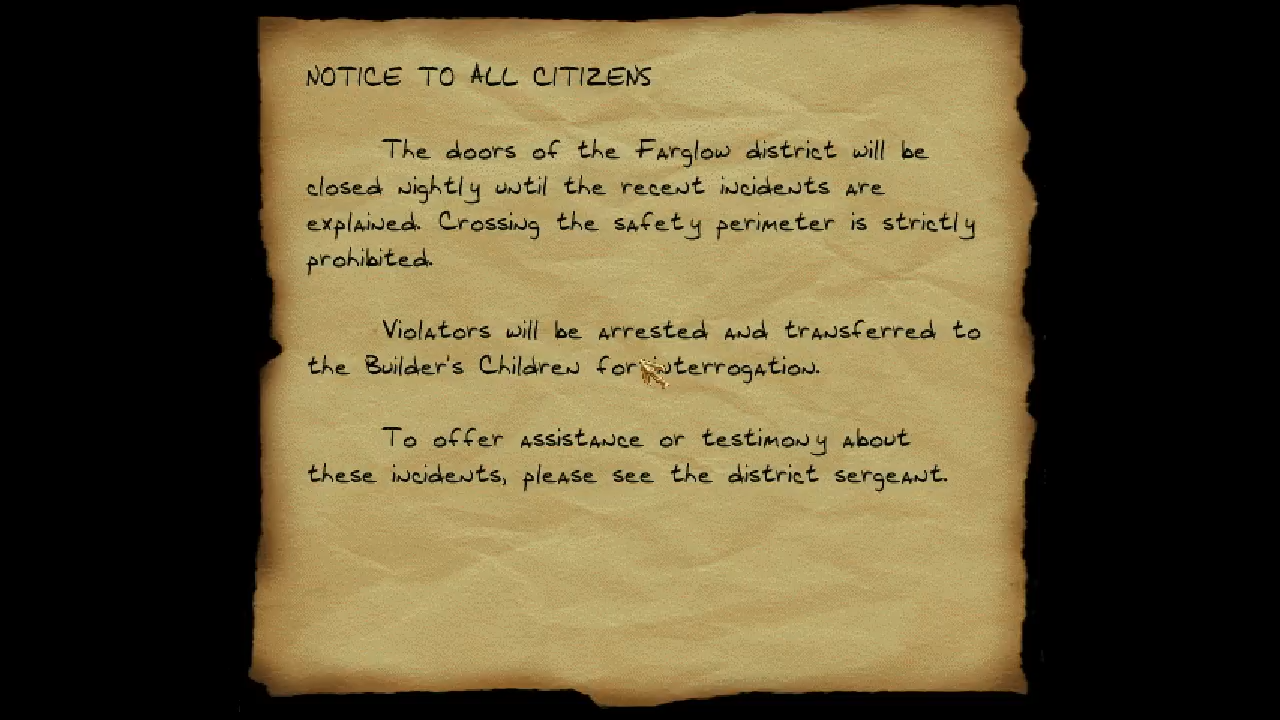 NOTICE TO ALL CITIZENS
The doors of the Farglow district will be
closed nightly until the recent incidents are
explained. Crossing the safety perimeter is strictly
prohibited.
Violators will be arrested and transferred to
the Builder's Children for interrogation.
To offer assistance or testimony about
these incidents, please see the district sergeant.